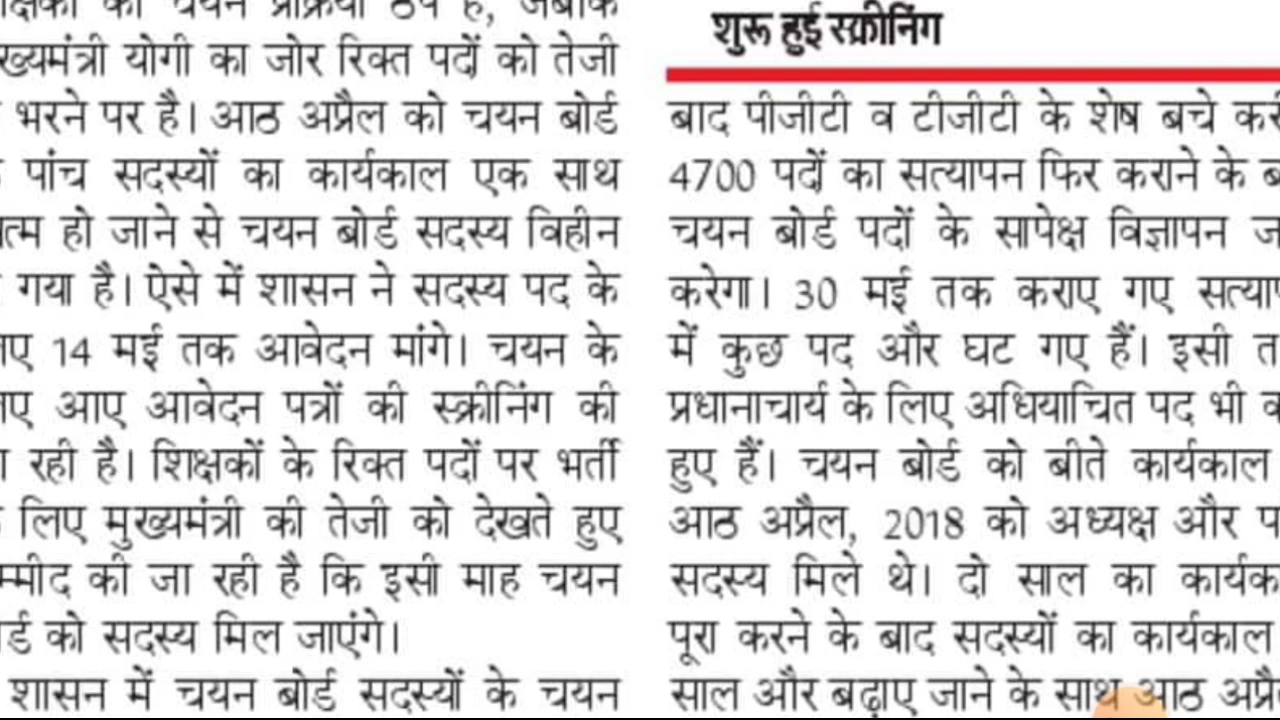 चयन प्रक्रिया ठप है, जबकि
योगी का जोर रिक्त पदों को तेजी
भरने पर है। आठ अप्रैल को चयन बोर्ड
पांच सदस्यों का कार्यकाल एक साथ
हो जाने से चयन बोर्ड सदस्य विहीन
गया है। ऐसे में शासन ने सदस्य पद के
14 मई तक आवेदन मांगे। चयन के
आए आवेदन पत्रों की स्क्रीनिंग की
रही है। शिक्षकों के रिक्त पदों पर भर्ती
लिए मुख्यमंत्री की तेजी को देखते हुए
की जा रही है कि इसी माह चयन
को सदस्य मिल जाएंगे।
शासन में चयन बोर्ड सदस्यों के चयन
शुरू हुई स्क्रीनिंग
बाद पीजीटी व टीजीटी के शेष बचे
4700 पदों का सत्यापन फिर कराने के
चयन बोर्ड पदों के सापेक्ष विज्ञापन
करेगा। 30 मई तक कराए गए
में कुछ पद और घट गए हैं। इसी
प्रधानाचार्य के लिए अधियाचित पद भी
हुए हैं। चयन बोर्ड को बीते कार्यकाल
आठ अप्रैल, 2018 को अध्यक्ष और
सदस्य मिले थे। दो साल का
पूरा करने के बाद सदस्यों का कार्यकाल
साल और बढ़ाए जाने के साथ आठ